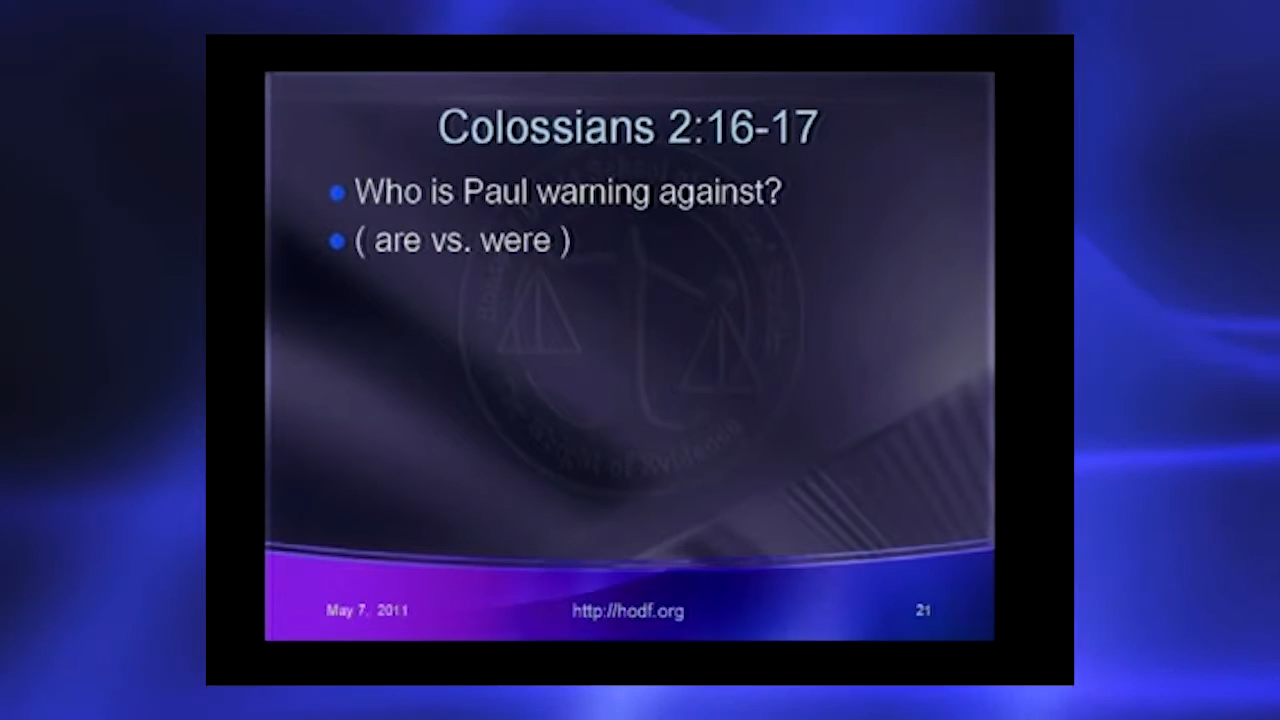 Colossians 2:16-17
Who is Paul warning against?
( are vs. were )
May 7, 2011
http://hodf.org
21